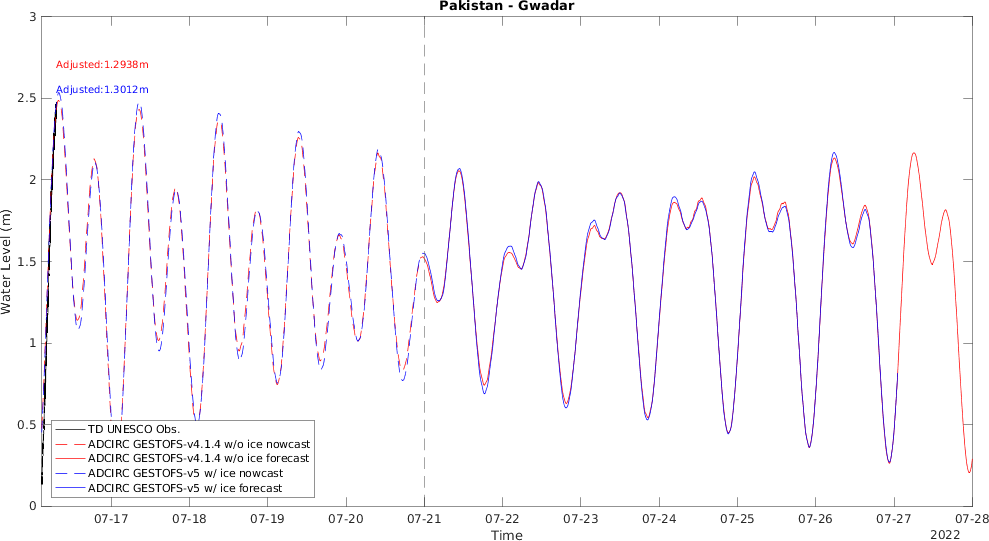 Pakistan - Gwadar
3
2.5
2
1.5
1
0.5
0
Water Level (m)
Adjusted:1.2938m
Adjusted:1.3012m
TD UNESCO Obs.
ADCIRC GESTOFS-v4.1.4 w/o ice nowcast
ADCIRC GESTOFS-v4.1.4 w/o ice forecast
ADCIRC GESTOFS-v5 w/ ice nowcast
ADCIRC GESTOFS-v5 w/ ice forecast
07-17 07-18 07-19 07-20 07-21 07-22 07-23 07-24 07-25 07-26 07-27 07-28
Time
2022